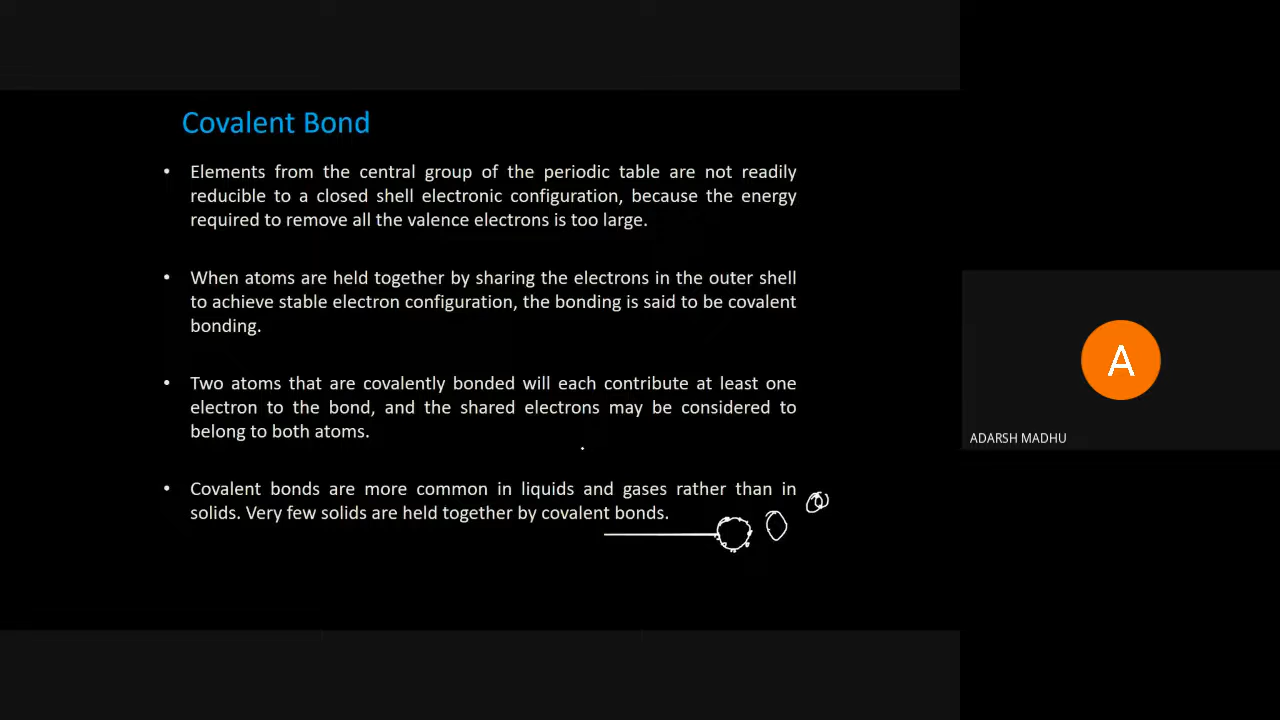 Covalent Bond
• Elements from the central group of the periodic table are not readily
reducible to a closed shell electronic configuration, because the energy
required to remove all the valence electrons is too large.
• When atoms are held together by sharing the electrons in the outer shell
to achieve stable electron configuration, the bonding is said to be covalent
bonding.
• Two atoms that are covalently bonded will each contribute at least one
electron to the bond, and the shared electrons may be considered to
belong to both atoms.
• Covalent bonds are more common in liquids and gases rather than in
solids. Very few solids are held together by covalent bonds.
A
ADARSH MADHU